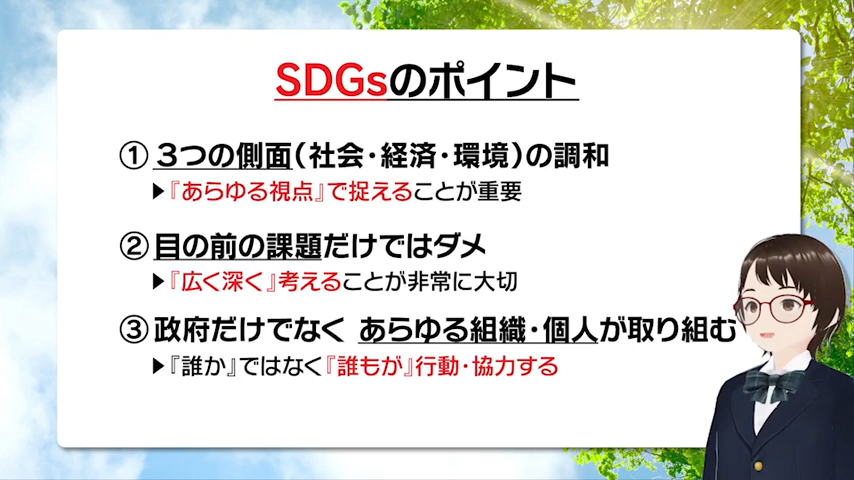 SDGsのポイント
① 3つの側面(社会・経済・環境)の調和
▶『あらゆる視点』で捉えることが重要
② 目の前の課題だけではダメ
▶『広く深く』考えることが非常に大切
③ 政府だけでなく あらゆる組織・個人が取り組む
▶『誰か』ではなく『誰もが』行動・協力する